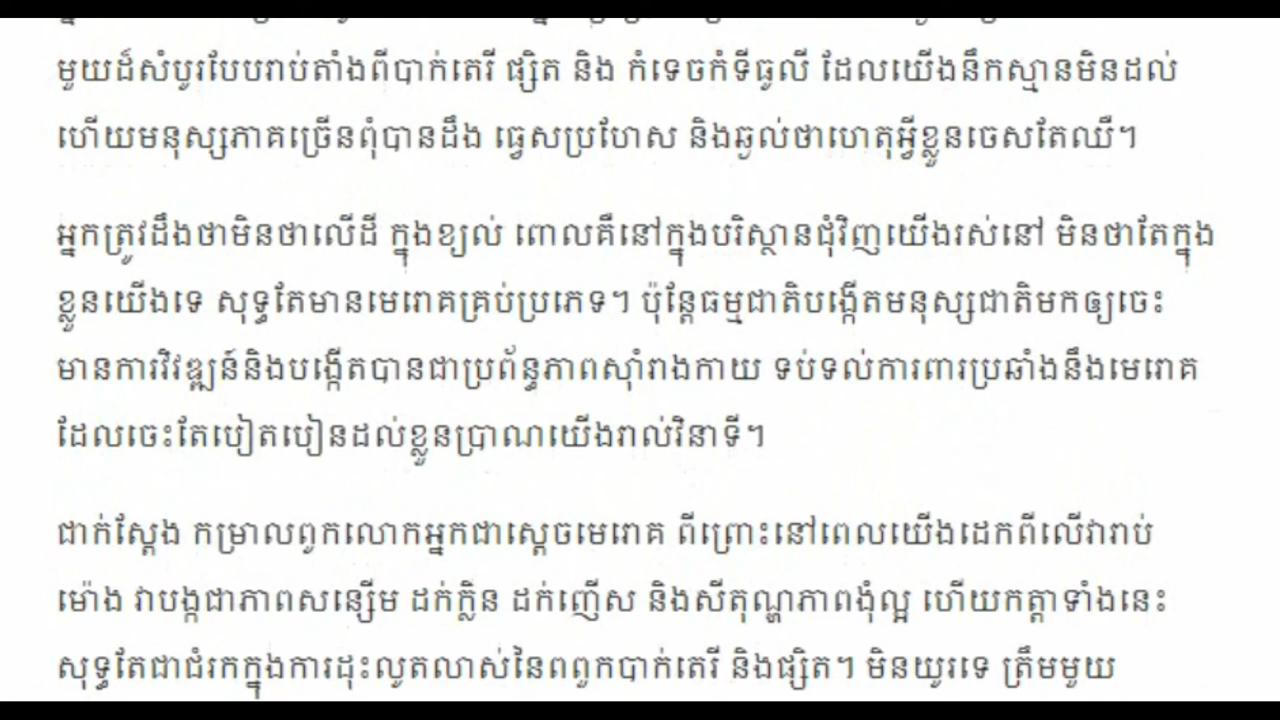 មួយដ៏សំបូរបែបរាប់តាំងពីបាក់តេរី ផ្សិត និង កំទេចកំទីធូលី ដែលយើងនឹកស្មានមិនដល់
ហើយមនុស្សភាគច្រើនពុំបានដឹង ធ្វេសប្រហែស និងឆ្ងល់ថាហេតុអ្វីខ្លួនចេសតែឈឺ។
អ្នកត្រូវដឹងថាមិនថាលើដី ក្នុងខ្យល់ ពោលគឺនៅក្នុងបរិស្ថានជុំវិញយើងរស់នៅ មិនថាតែក្នុង
ខ្លួនយើងទេ សុទ្ធតែមានមេរោគគ្រប់ប្រភេទ។ ប៉ុន្តែធម្មជាតិបង្កើតមនុស្សជាតិមកឲ្យចេះ
មានការវិវឌ្ឍន៍និងបង្កើតបានជាប្រព័ន្ធភាពស៊ាំរាងកាយ ទប់ទល់ការពារប្រឆាំងនឹងមេរោគ
ដែលចេះតែបៀតបៀនដល់ខ្លួនប្រាណយើងរាល់វិនាទី។
ជាក់ស្តែង កម្រាលពូកលោកអ្នកជាស្តេចមេរោគ ពីព្រោះនៅពេលយើងដេកពីលើវារាប់
ម៉ោង វាបង្កជាភាពសន្សើម ដក់ក្លិន ដក់ញើស និងសីតុណ្ហភាពងុំល្អ ហើយកត្តាទាំងនេះ
សុទ្ធតែជាជំរកក្នុងការដុះលូតលាស់នៃពពួកបាក់តេរី និងផ្សិត។ មិនយូរទេ ត្រឹមមួយ